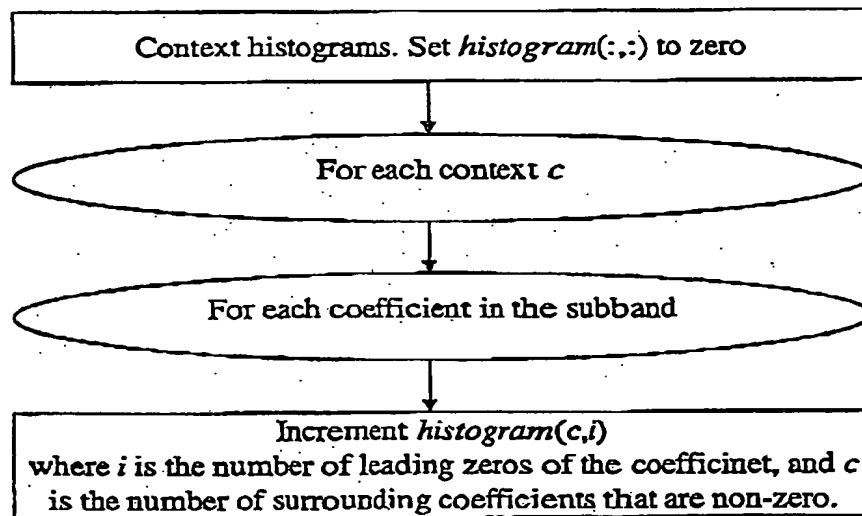 Context histograms. Set histogram(:,:) to zero
For each context c
For each coefficient in the subband
Increment histogram(c,i)
where i is the number of leading zeros of the coefficinet, and c
is the number of surrounding coefficients that are non-zero.